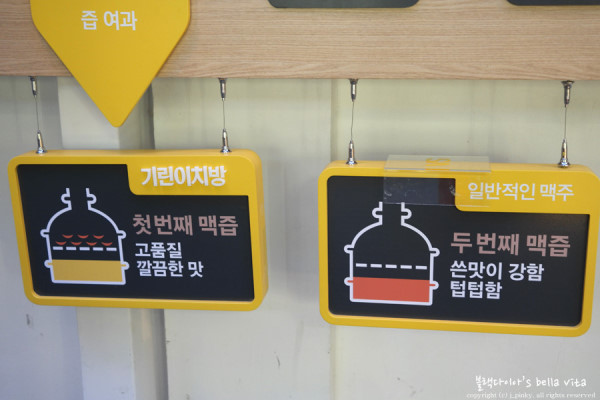 즙 여과
기린이치방
첫번째 맥즙
고품질
깔끔한 맛
일반적인 맥주
두번째 맥즙
쓴맛이 강함
텁텁함
블랙다이아's bella vita
copyright (c) j_pinky. all rights reserved